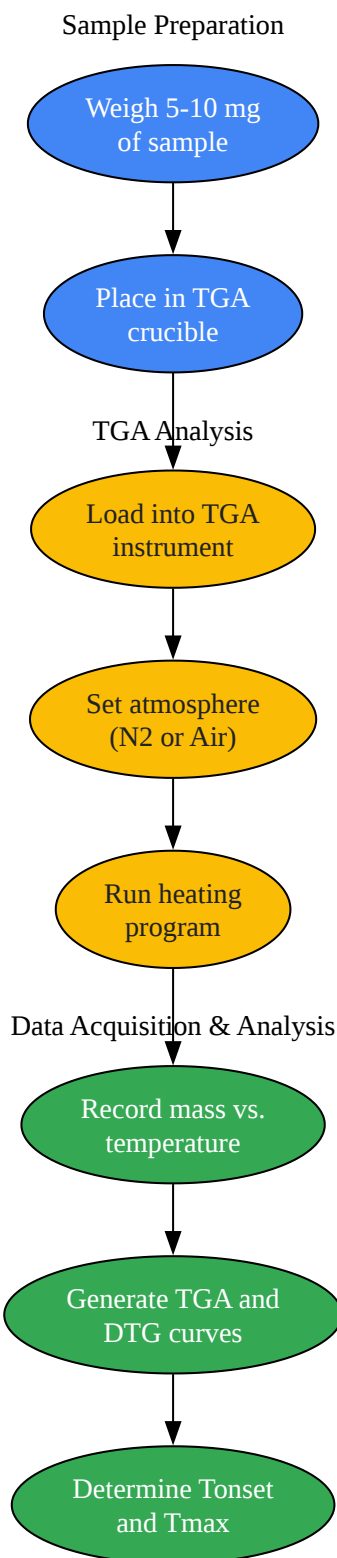 Sample Preparation
Weigh 5-10 mg
of sample
Place in TGA
crucible
TGA Analysis
Load into TGA
instrument
Set atmosphere
(N2 or Air)
Run heating
program
Data Acquisition & Analysis
Record mass vs.
temperature
Generate TGA and
DTG curves
Determine Tonset
and Tmax